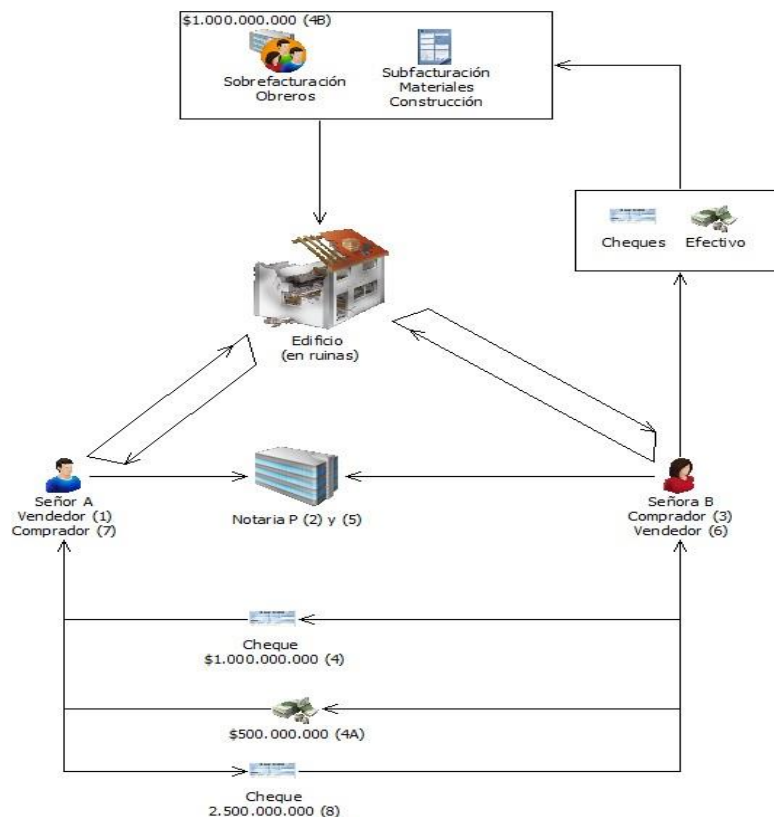 $1.000.000.000 (4B)
Sobrefacturación
Obreros
Subfacturación
Materiales
Construcción
Cheques
Efectivo
Edificio
(en ruinas)
Señor A
Vendedor (1)
Comprador (7)
Notaria P (2) y (5)
Señora B
Comprador (3)
Vendedor (6)
Cheque
$1.000.000.000 (4)
$500.000.000 (4A)
Cheque
2.500.000.000 (8)